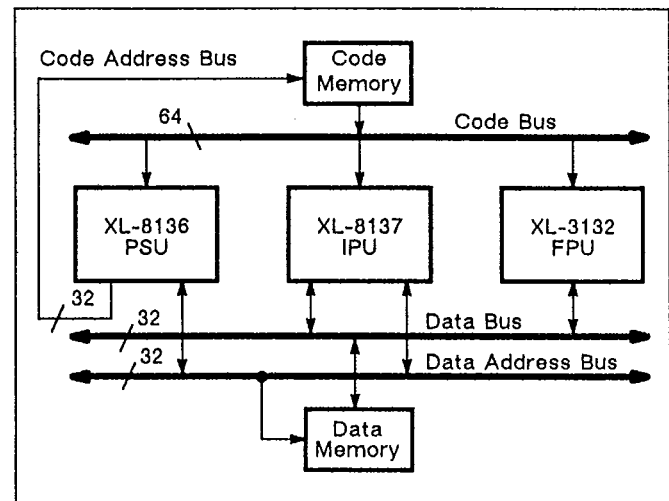 Code Address Bus
Code
Memory
64
Code Bus
XL-8136
PSU
XL-8137
IPU
XL-3132
FPU
32
32
Data Bus
32
Data Address Bus
Data
Memory